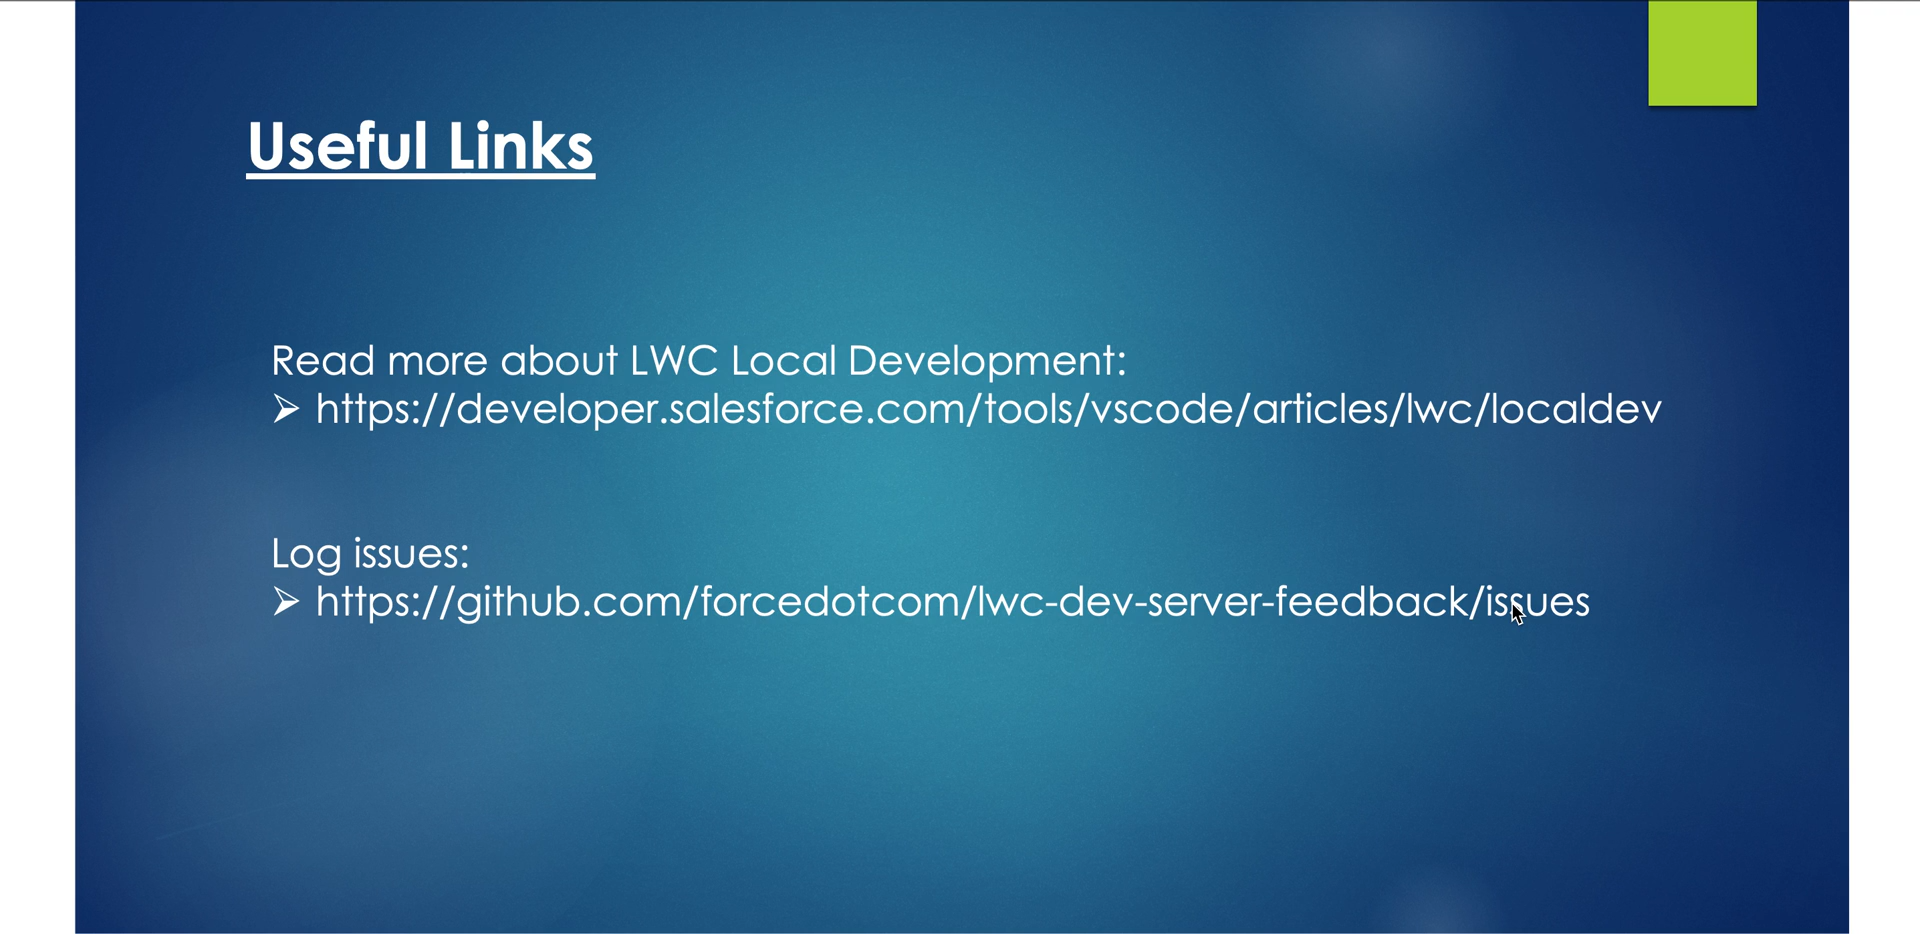 Useful Links
Read more about LWC Local Development:
➢ https://developer.salesforce.com/tools/vscode/articles/lwc/localdev
Log issues:
➢ https://github.com/forcedotcom/lwc-dev-server-feedback/issues